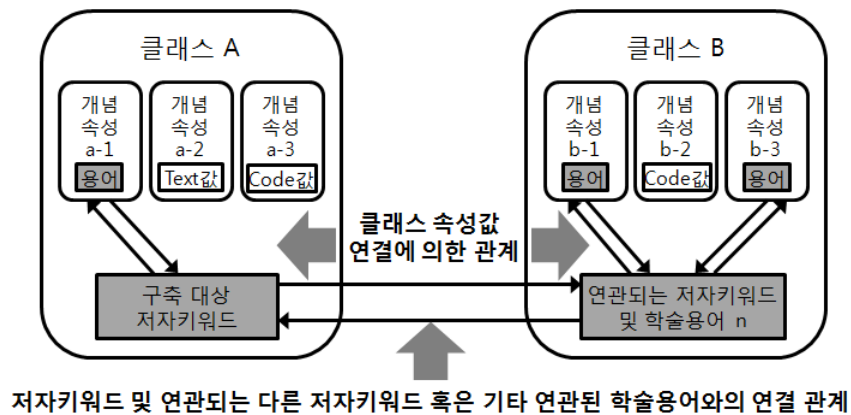 클래스 A
개념
속성
a-1
용어
개념
속성
a-2
Text값
개념
속성
a-3
Code값
구축 대상
저자키워드
클래스 속성값
연결에 의한 관계
클래스 B
개념
속성
b-1
용어
개념
속성
b-2
Code값
개념
속성
b-3
용어
연관되는 저자키워드
및 학술용어 n
저자키워드 및 연관되는 다른 저자키워드 혹은 기타 연관된 학술용어와의 연결 관계